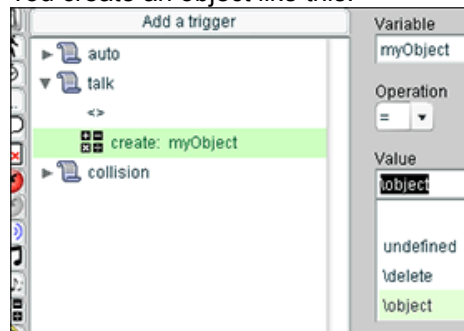 You create an object like this:
Add a trigger
auto
talk
<>
create: myObject
collision
Variable
myObject
Operation
=
Value
\object
undefined
\delete
\object